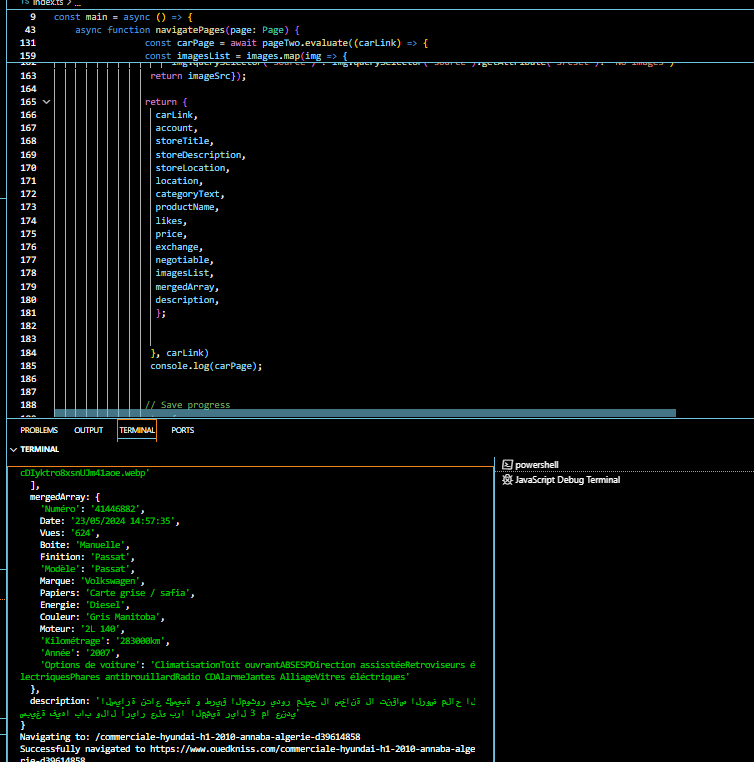 index.ts > ...
9 const main = async () => {
43 async function navigatePages(page: Page) {
131 const carPage = await pageTwo.evaluate((carLink) => {
159 const imagesList = images.map(img => {
163 return imageSrc});
164
165 return {
166 carLink,
167 account,
168 storeTitle,
169 storeDescription,
170 storeLocation,
171 location,
172 categoryText,
173 productName,
174 likes,
175 price,
176 exchange,
177 negotiable,
178 imagesList,
179 mergedArray,
180 description,
181 };
182
183
184 }, carLink)
185 console.log(carPage);
186
187
188 // Save progress
PROBLEMS OUTPUT TERMINAL PORTS
TERMINAL
powershell
JavaScript Debug Terminal
],
mergedArray: {
'Numéro': '41446882',
Date: '23/05/2024 14:57:35',
Vues: '624',
Boite: 'Manuelle',
Finition: 'Passat',
'Modèle': 'Passat',
Marque: 'Volkswagen',
Papiers: 'Carte grise / safia',
Energie: 'Diesel',
Couleur: 'Gris Manitoba',
Moteur: '2L 140',
'Kilométrage': '283000km',
'Année': '2007',
'Options de voiture': 'ClimatisationToit ouvrantABSESPDirection assistéeRetroviseurs é
lectriquesPhares antibrouillardRadio CDAlarmeJantes AlliageVitres éléctriques'
},
description:
}
Navigating to: /commerciale-hyundai-h1-2010-annaba-algerie-d39614858
Successfully navigated to https://www.ouedkniss.com/commerciale-hyundai-h1-2010-annaba-alge
rie-d39614858